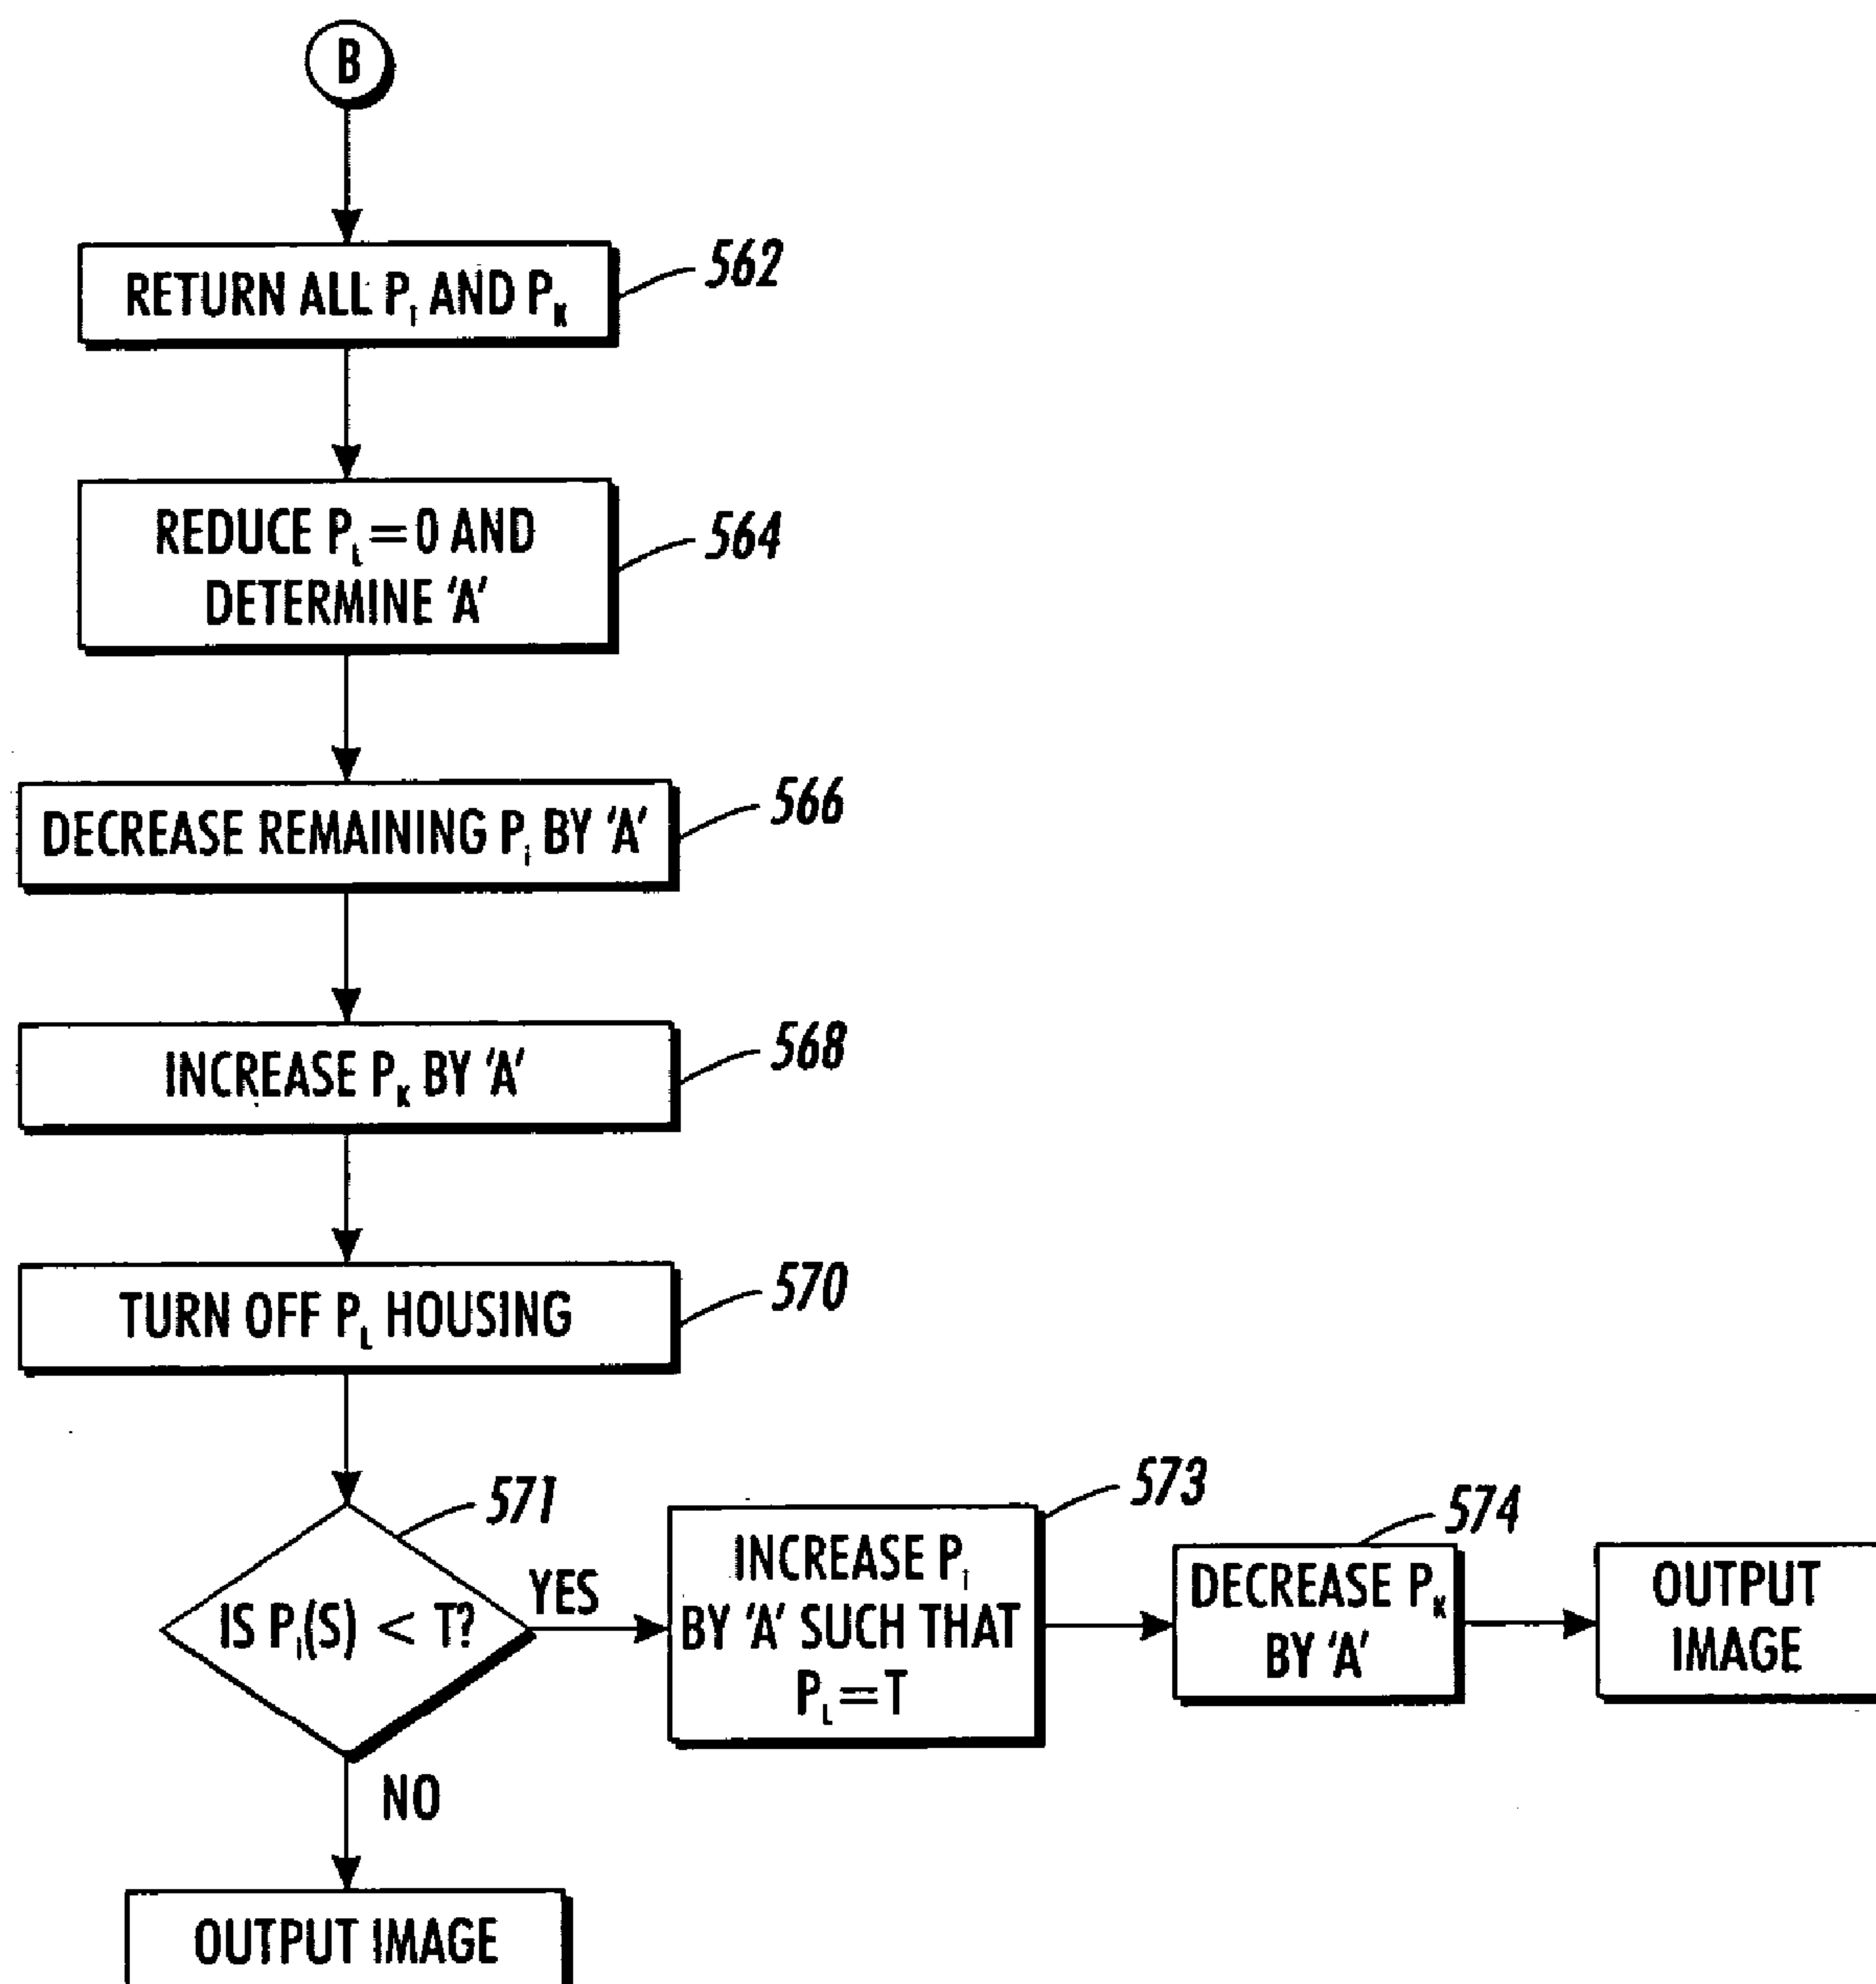 B
RETURN ALL Pi AND PK
562
REDUCE PL = 0 AND
DETERMINE 'A'
564
DECREASE REMAINING Pi BY 'A'
566
INCREASE PK BY 'A'
568
TURN OFF PL HOUSING
570
IS Pi(S) < T?
571
YES
INCREASE Pi
BY 'A' SUCH THAT
PL = T
573
DECREASE PK
BY 'A'
574
OUTPUT
IMAGE
NO
OUTPUT IMAGE